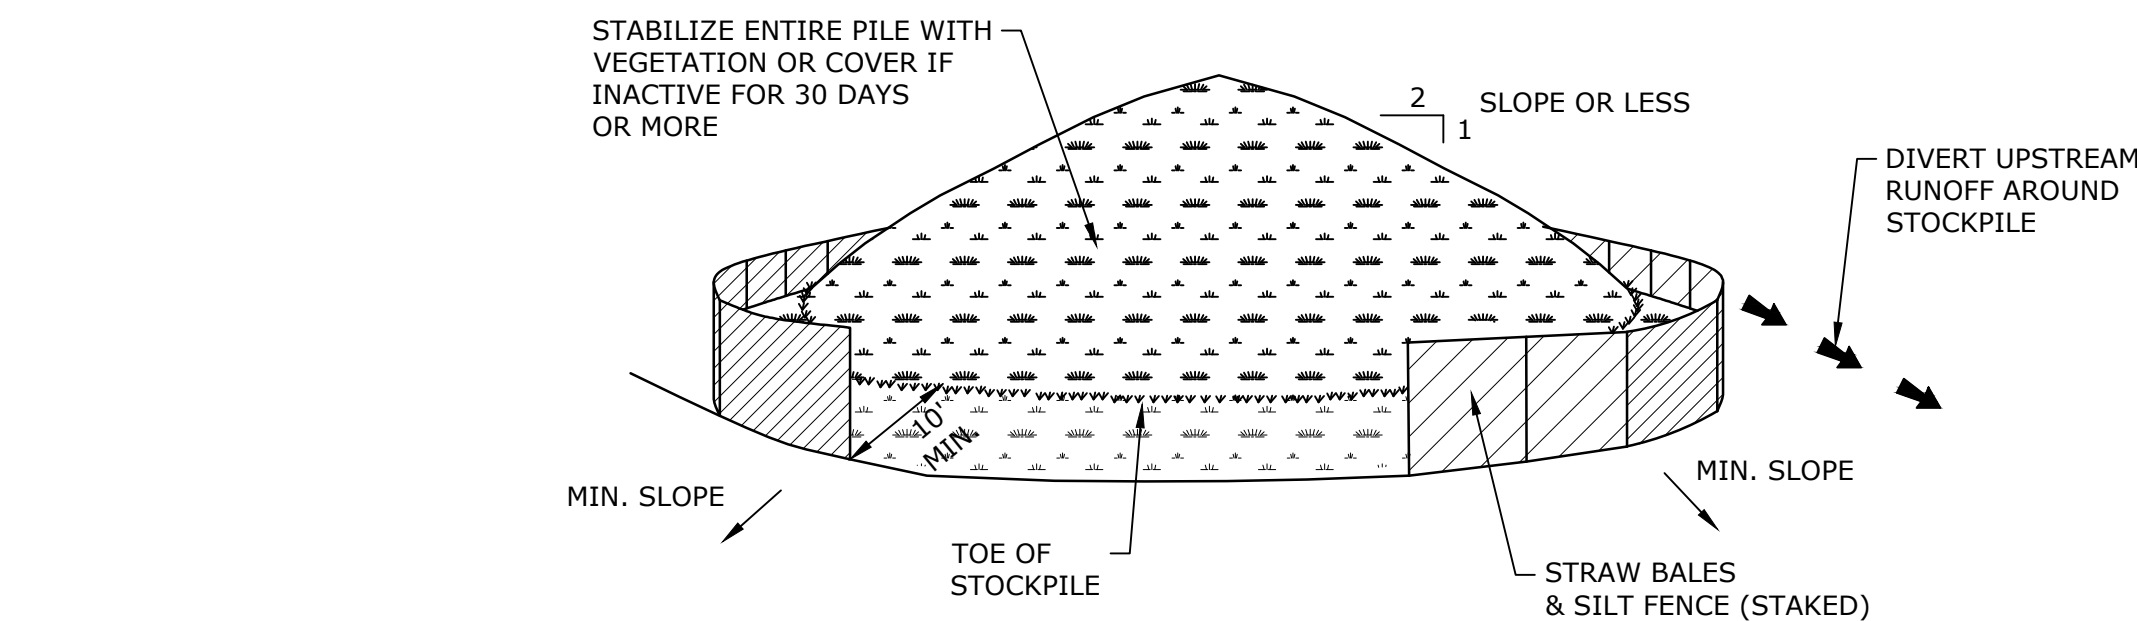 STABILIZE ENTIRE PILE WITH
VEGETATION OR COVER IF
INACTIVE FOR 30 DAYS
OR MORE
2
1
SLOPE OR LESS
DIVERT UPSTREAM
RUNOFF AROUND
STOCKPILE
10'
MIN.
MIN. SLOPE
MIN. SLOPE
TOE OF
STOCKPILE
STRAW BALES
& SILT FENCE (STAKED)